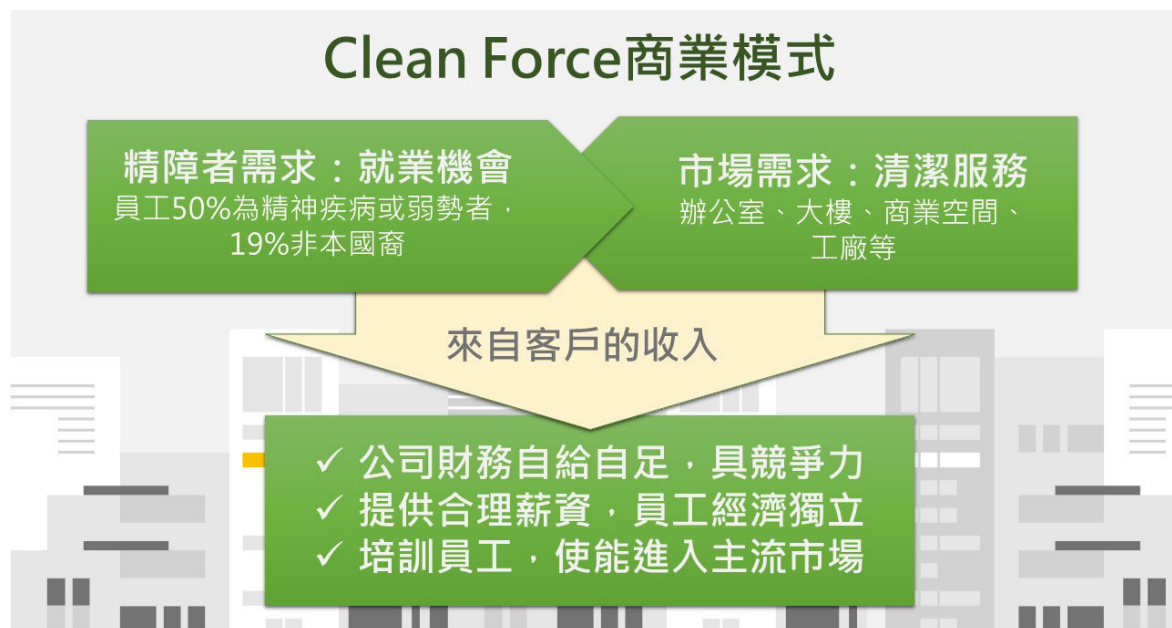 Clean Force商業模式
精障者需求：就業機會
員工50%為精神疾病或弱勢者，
19%非本國裔
市場需求：清潔服務
辦公室、大樓、商業空間、
工廠等
來自客戶的收入
✓ 公司財務自給自足，具競爭力
✓ 提供合理薪資，員工經濟獨立
✓ 培訓員工，使能進入主流市場